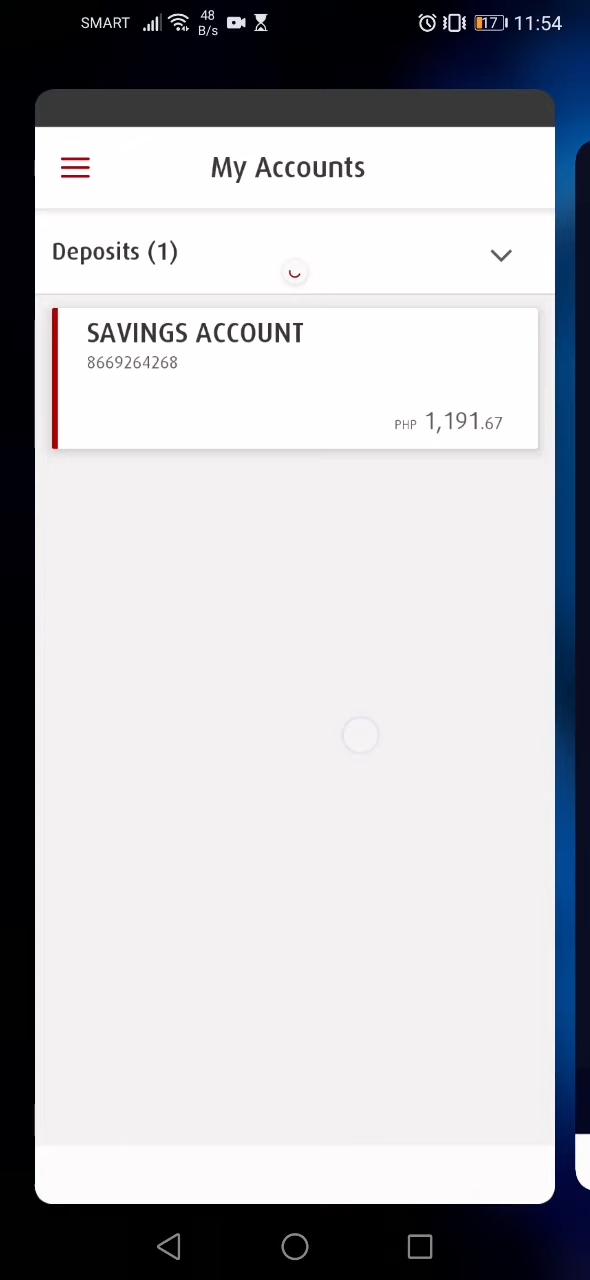 SMART 48 B/s 17 11:54
My Accounts
Deposits (1)
SAVINGS ACCOUNT
8669264268
PHP 1,191.67